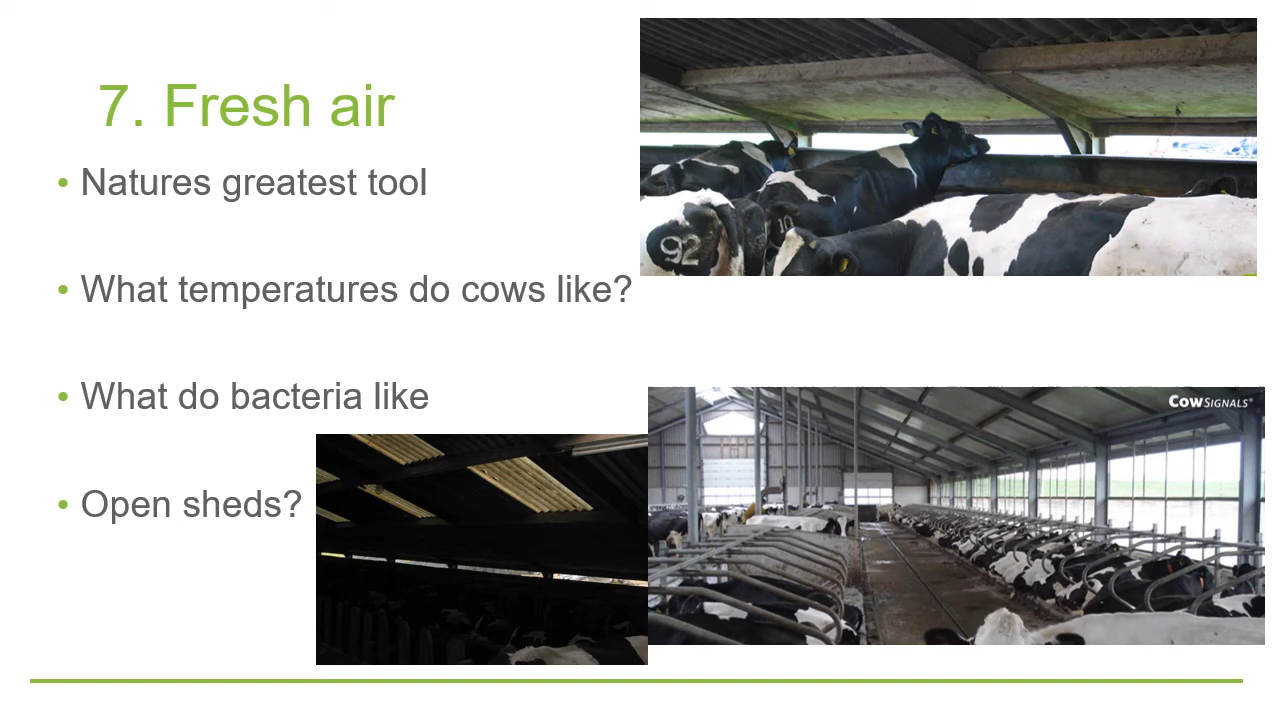 7. Fresh air
• Natures greatest tool
• What temperatures do cows like?
• What do bacteria like
• Open sheds?
92
10
CowSignals®